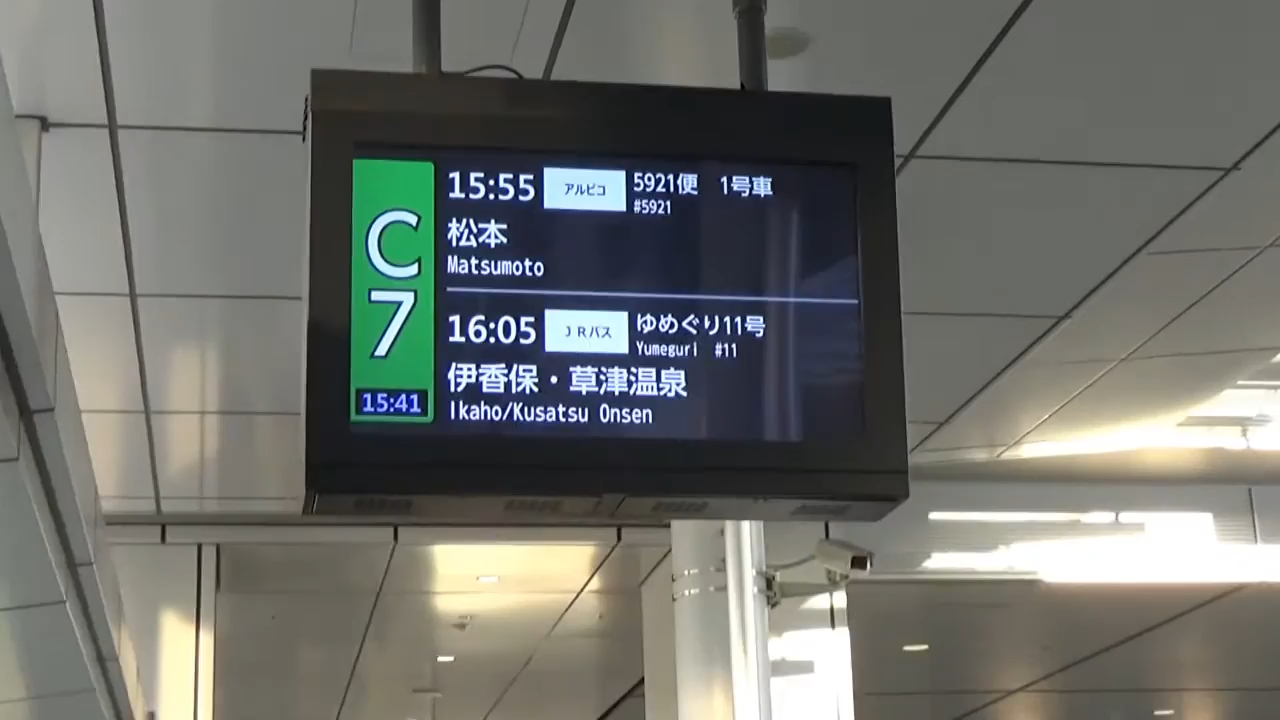 C
7
15:41
15:55 アルピコ 5921便 1号車
#5921
松本
Matsumoto
16:05 JRバス ゆめぐり11号
Yumeguri #11
伊香保・草津温泉
Ikaho/Kusatsu Onsen